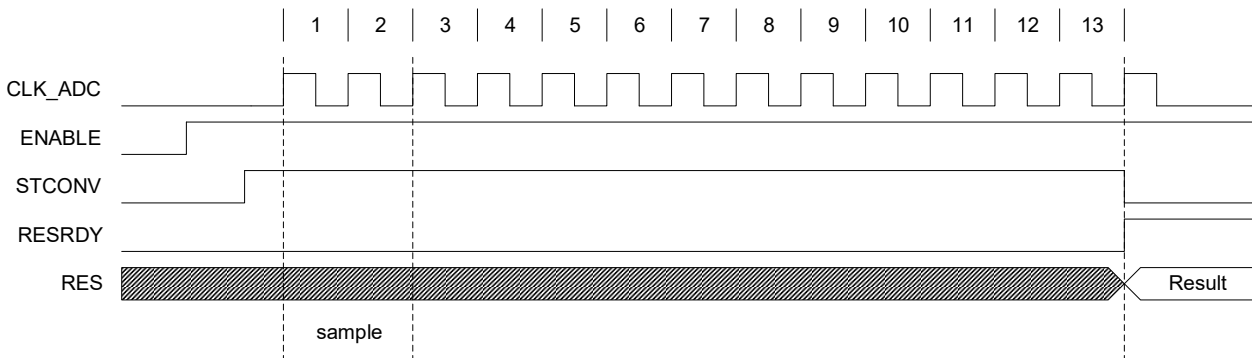 1 2 3 4 5 6 7 8 9 10 11 12 13
CLK_ADC
ENABLE
STCONV
RESRDY
RES
Result
sample